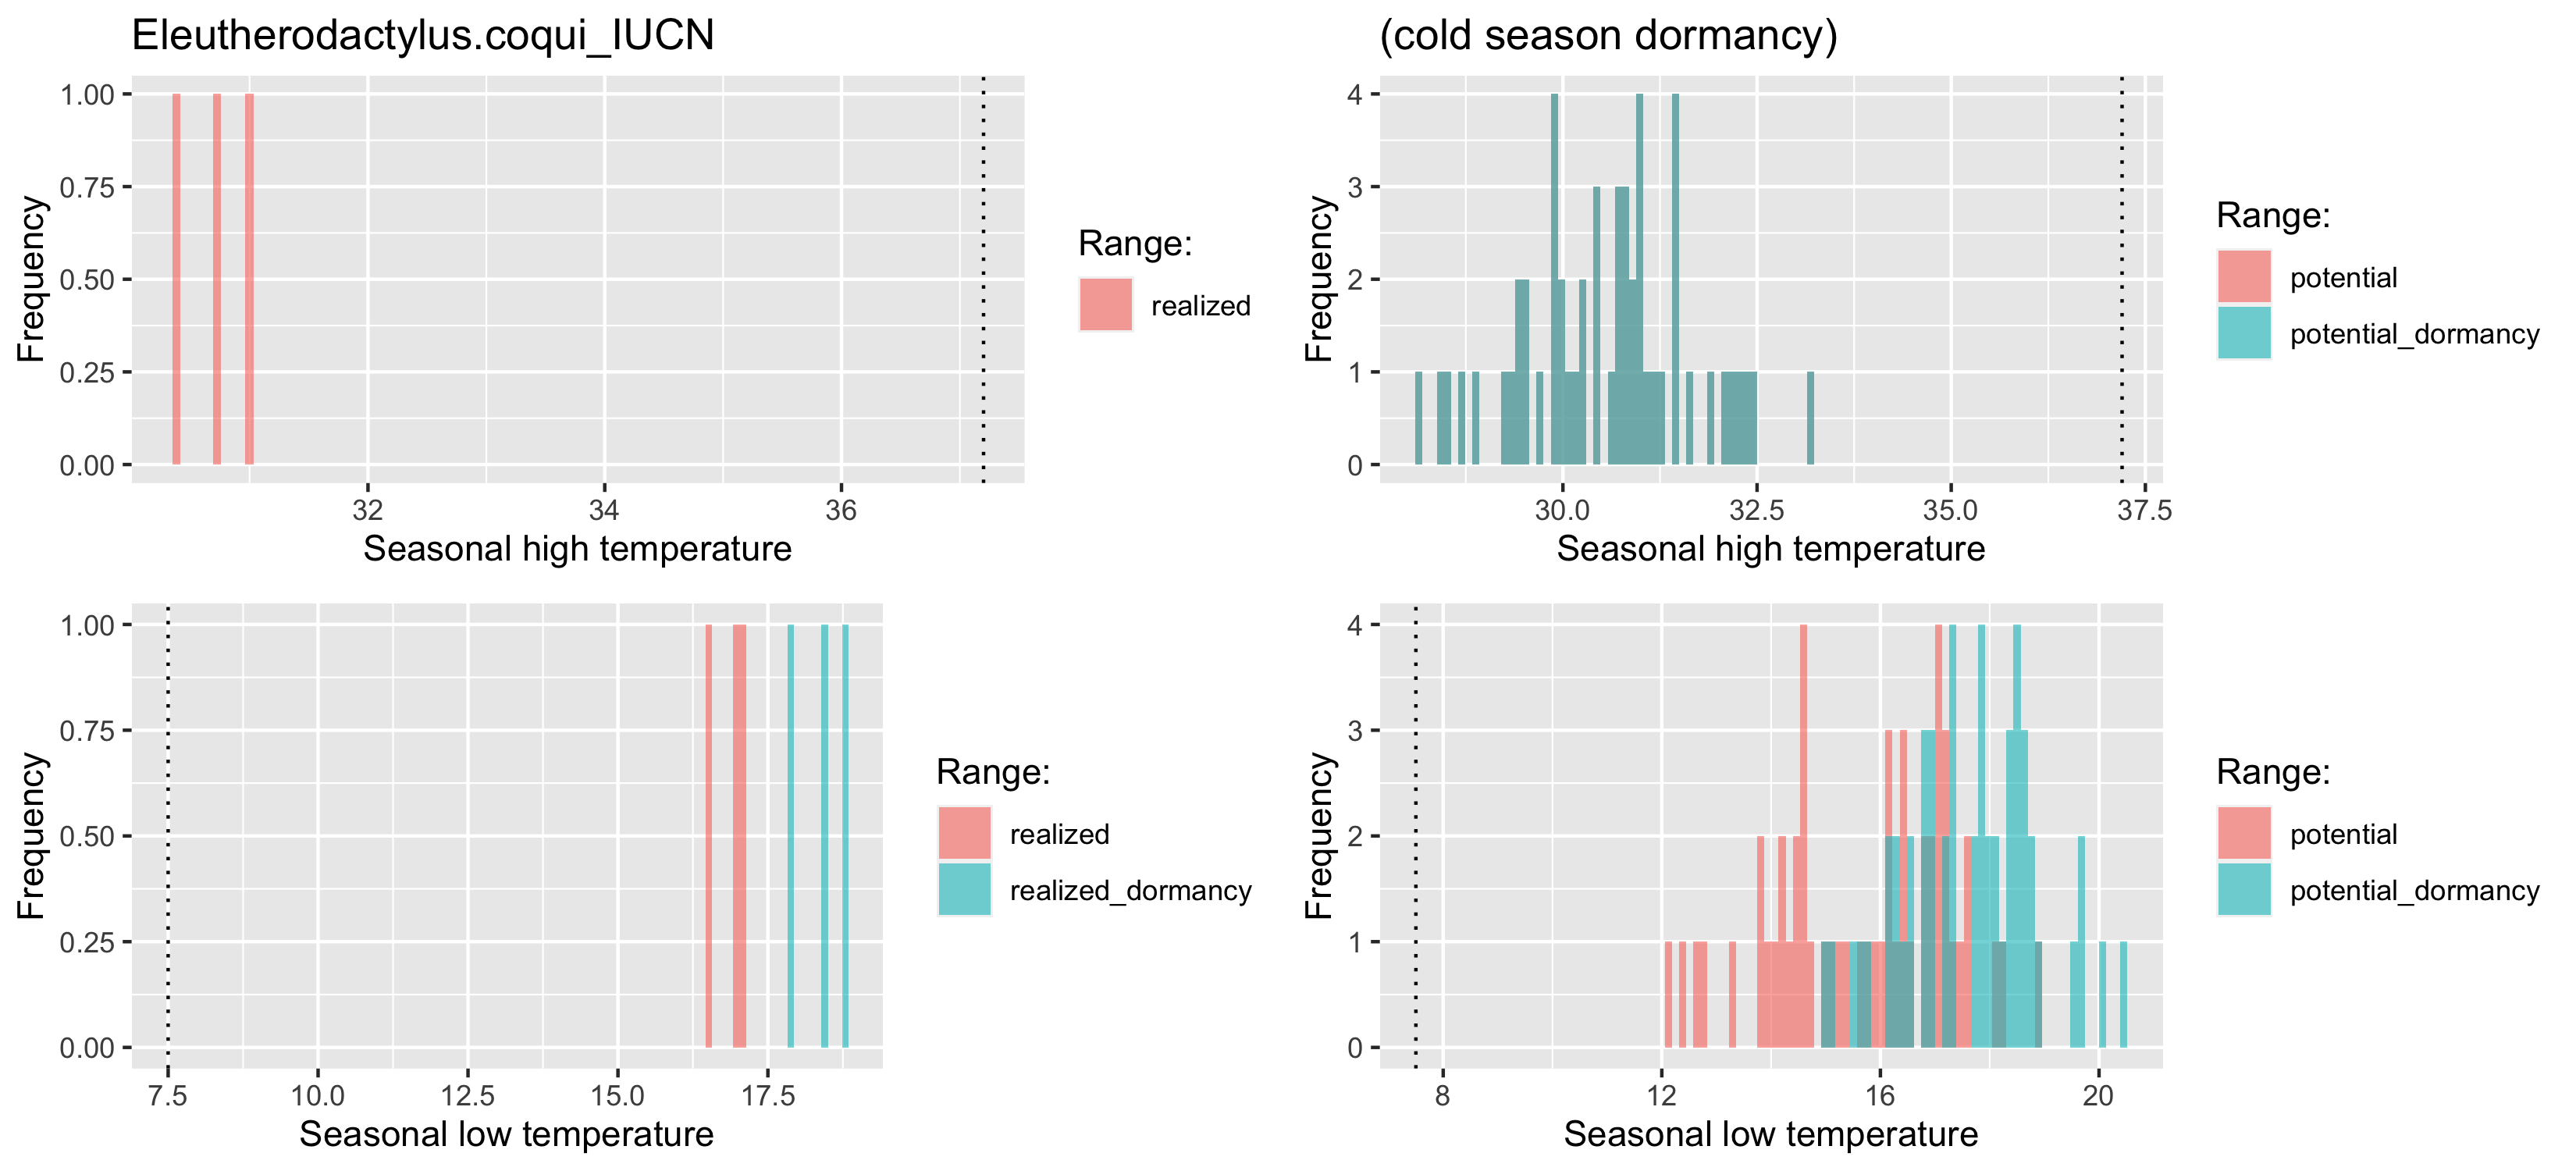 Eleutherodactylus.coqui_IUCN
1.00
0.75
0.50
0.25
0.00
Frequency
32 34 36
Seasonal high temperature
Range:
realized
(cold season dormancy)
4
3
2
1
0
Frequency
30.0 32.5 35.0 37.5
Seasonal high temperature
Range:
potential
potential_dormancy
1.00
0.75
0.50
0.25
0.00
Frequency
7.5 10.0 12.5 15.0 17.5
Seasonal low temperature
Range:
realized
realized_dormancy
4
3
2
1
0
Frequency
8 12 16 20
Seasonal low temperature
Range:
potential
potential_dormancy